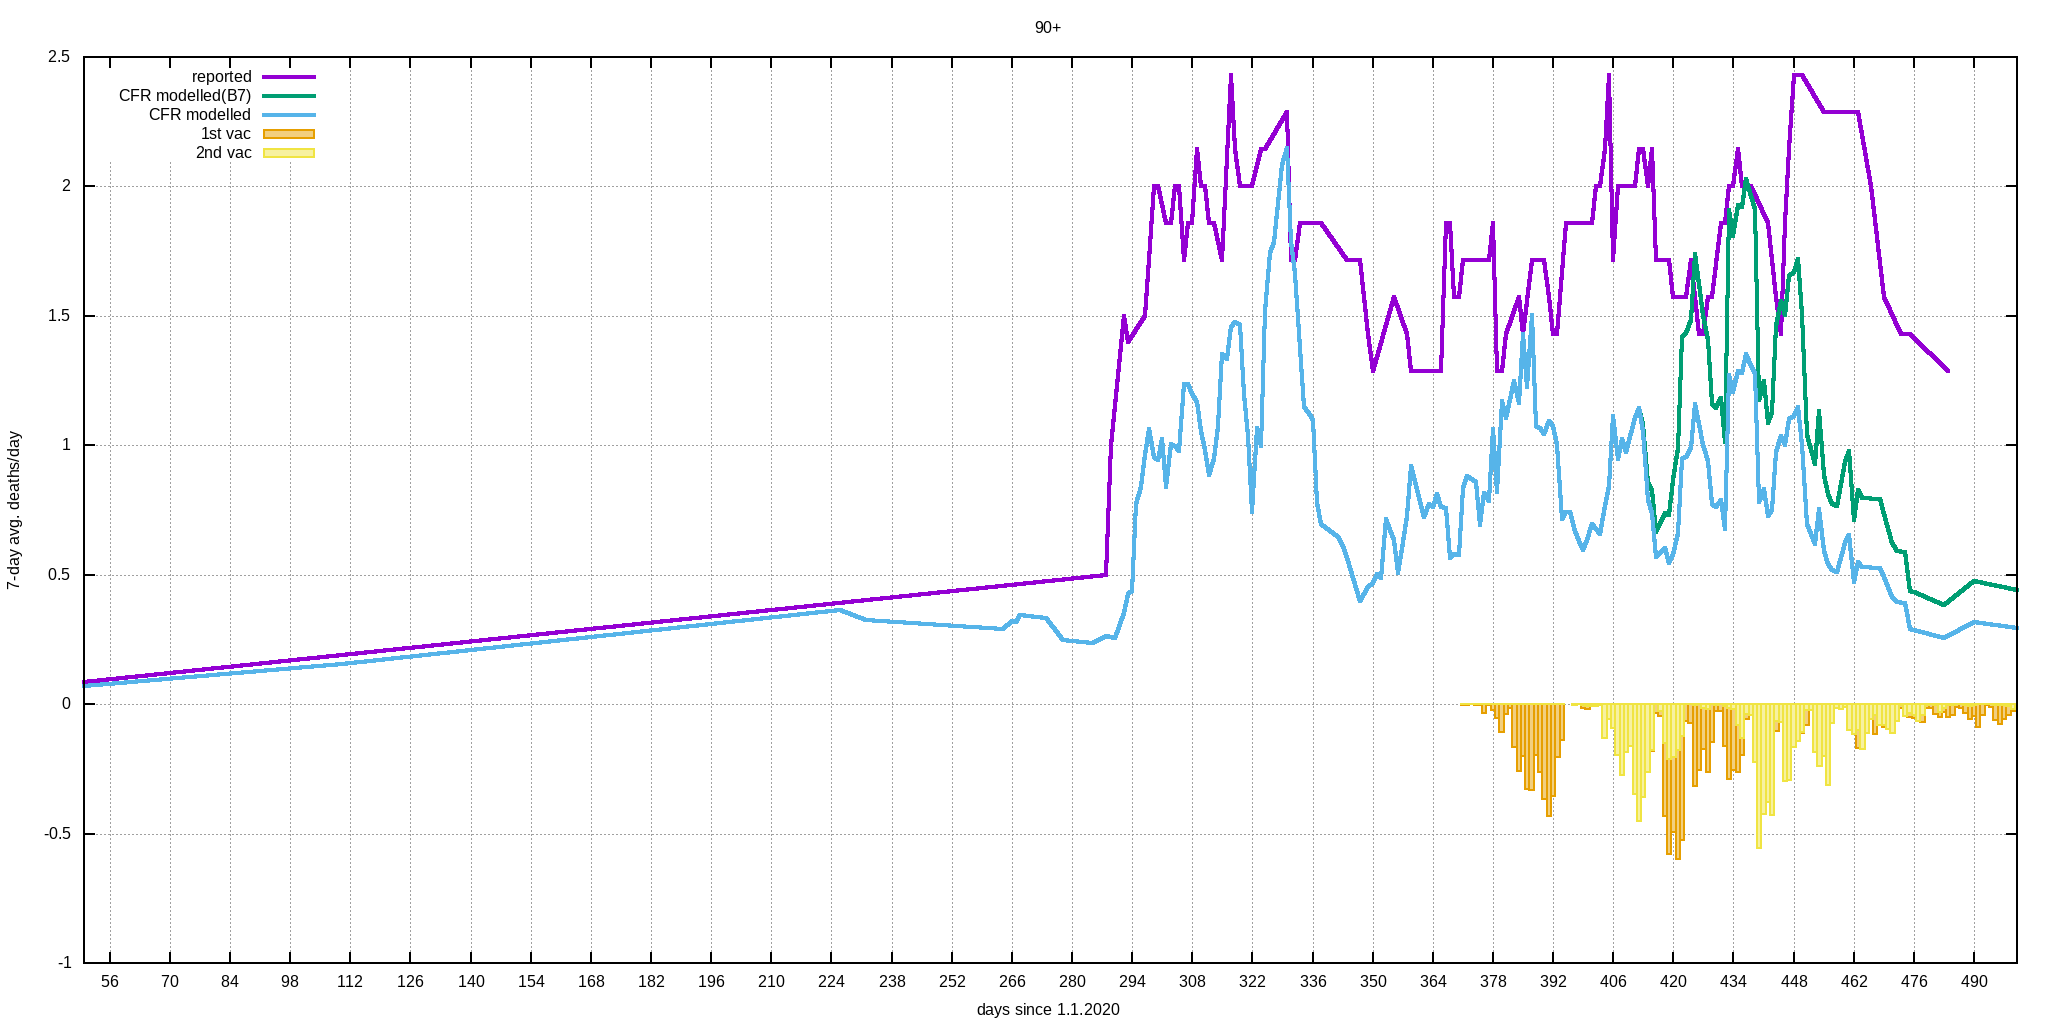 90+
2.5
2
1.5
1
0.5
0
-0.5
-1
7-day avg. deaths/day
reported
CFR modelled(B7)
CFR modelled
1st vac
2nd vac
56 70 84 98 112 126 140 154 168 182 196 210 224 238 252 266 280 294 308 322 336 350 364 378 392 406 420 434 448 462 476 490
days since 1.1.2020